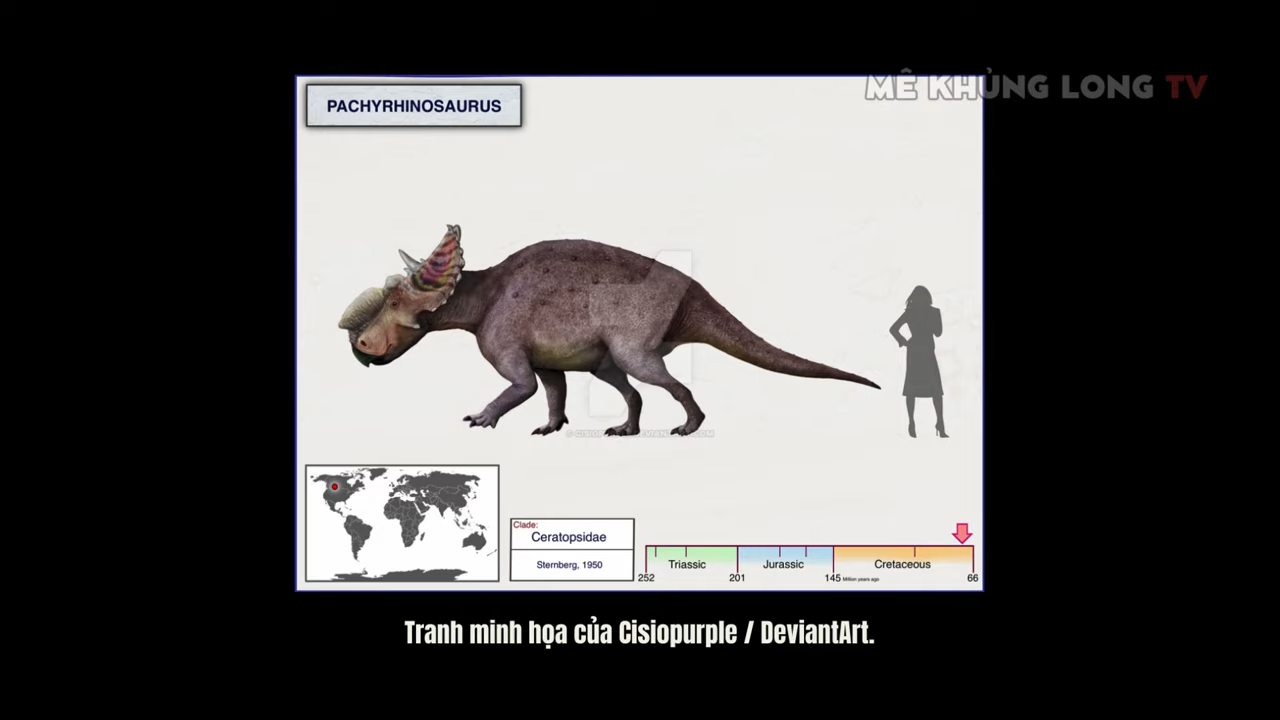 MÊ KHỦNG LONG TV
PACHYRHINOSAURUS
Clade:
Ceratopsidae
Sternberg, 1950
Triassic
Jurassic
Cretaceous
252
201
145
Million years ago
66
Tranh minh họa của Cisiopurple / DeviantArt.